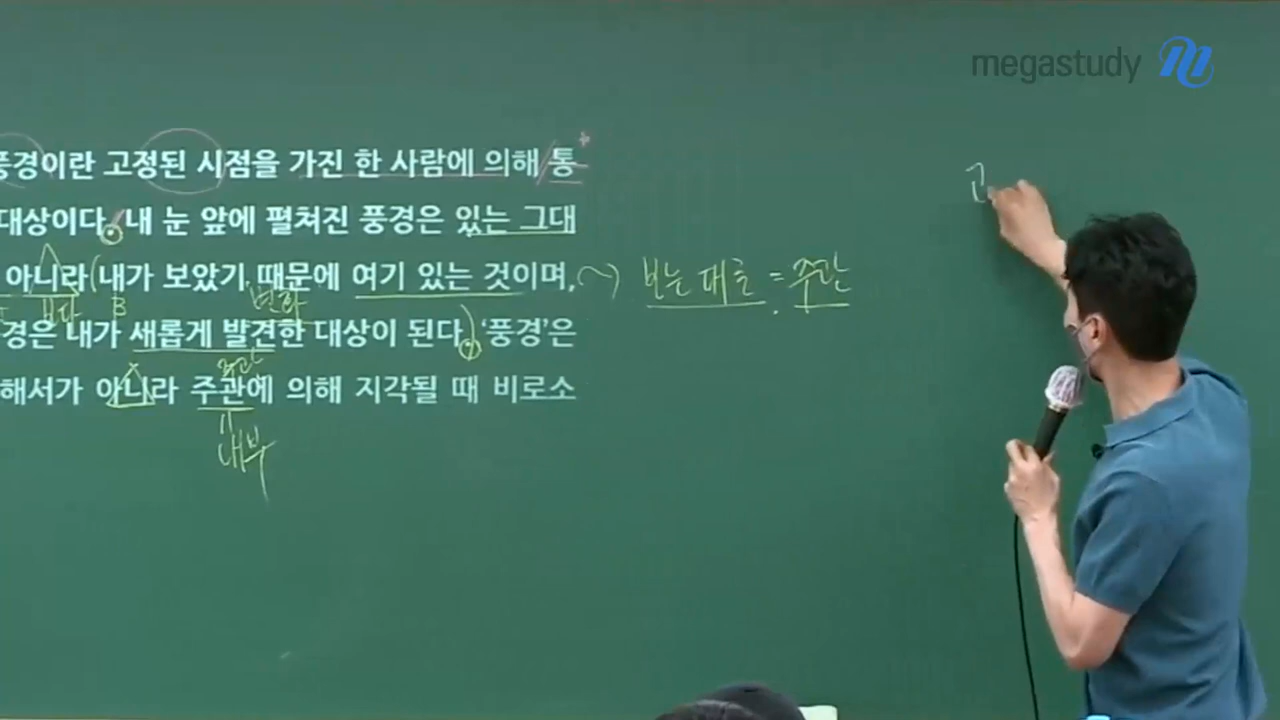 megastudy
풍경이란 고정된 시점을 가진 한 사람에 의해 통
대상이다. 내 눈 앞에 펼쳐진 풍경은 있는 그대
아니라 내가 보았기 때문에 여기 있는 것이며, → 보는 대로 = 주관
B 변화
경은 내가 새롭게 발견한 대상이 된다. ‘풍경’은
주관
해서가 아니라 주관에 의해 지각될 때 비로소
내부
고